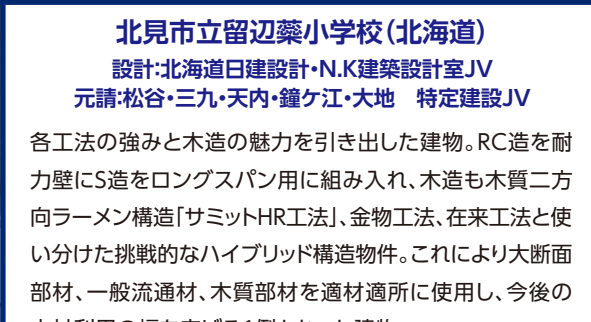 北見市立留辺蘂小学校（北海道）
設計:北海道日建設計・N.K建築設計室JV
元請:松谷・三九・天内・鐘ケ江・大地　特定建設JV
各工法の強みと木造の魅力を引き出した建物。RC造を耐
力壁にS造をロングスパン用に組み入れ、木造も木質二方
向ラーメン構造「サミットHR工法」、金物工法、在来工法と使
い分けた挑戦的なハイブリッド構造物件。これにより大断面
部材、一般流通材、木質部材を適材適所に使用し、今後の